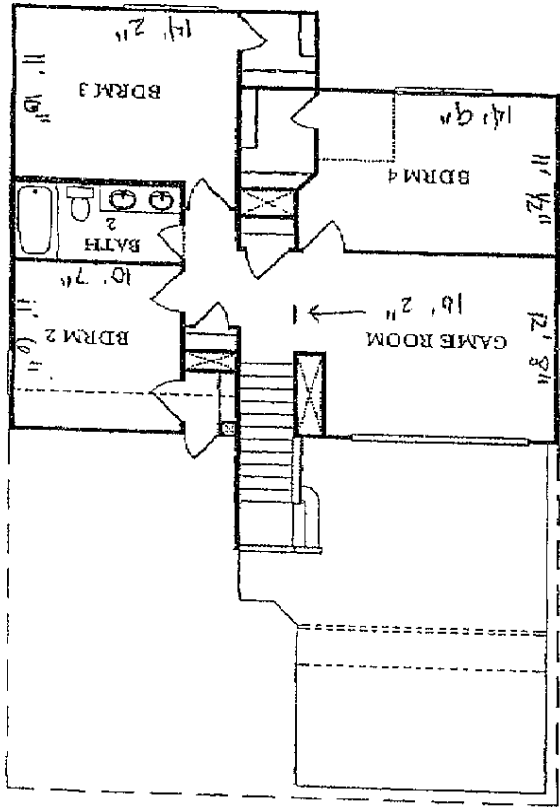 GAME ROOM
16' 2"
12' 8"
BDRM 2
11' 6"
10' 7"
BATH
2
BDRM 4
11' ½"
14' 9"
BDRM 3
11'
14' 2"